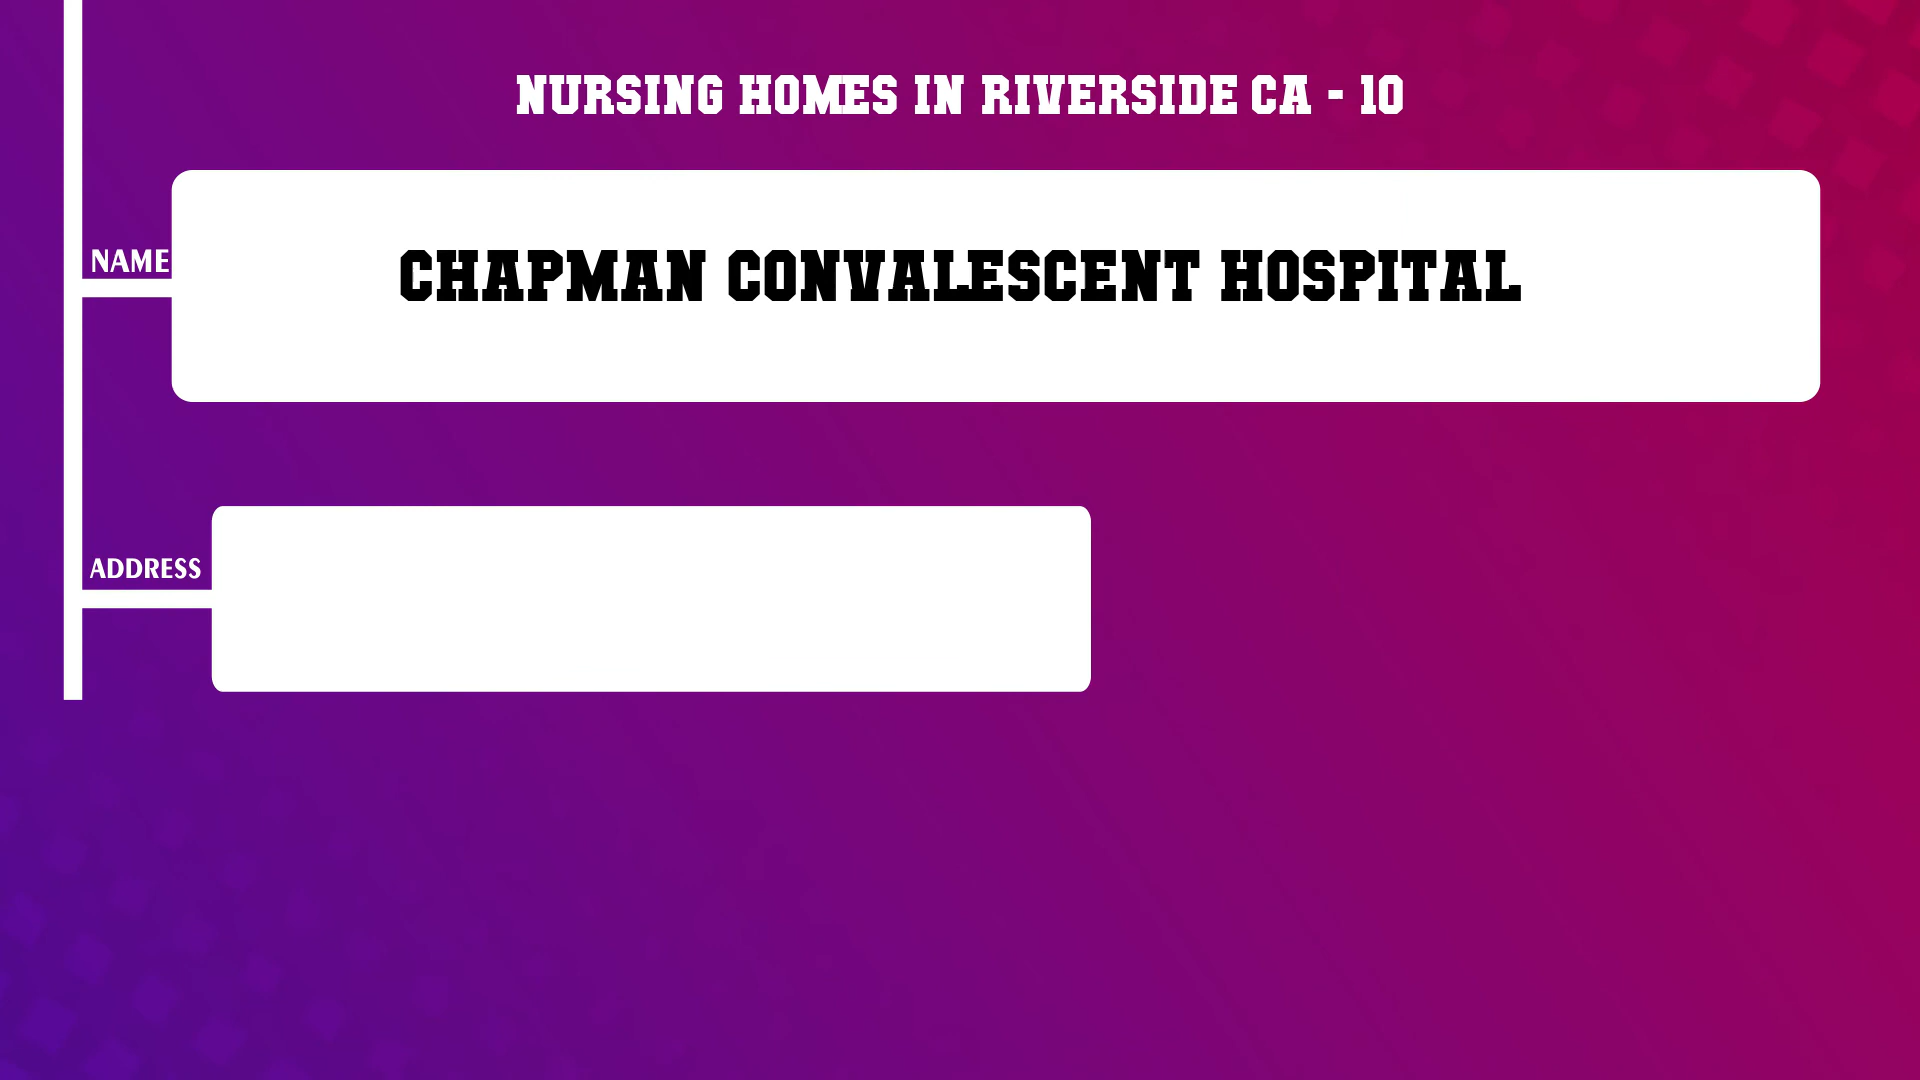 NURSING HOMES IN RIVERSIDE CA - 10
NAME
CHAPMAN CONVALESCENT HOSPITAL
ADDRESS